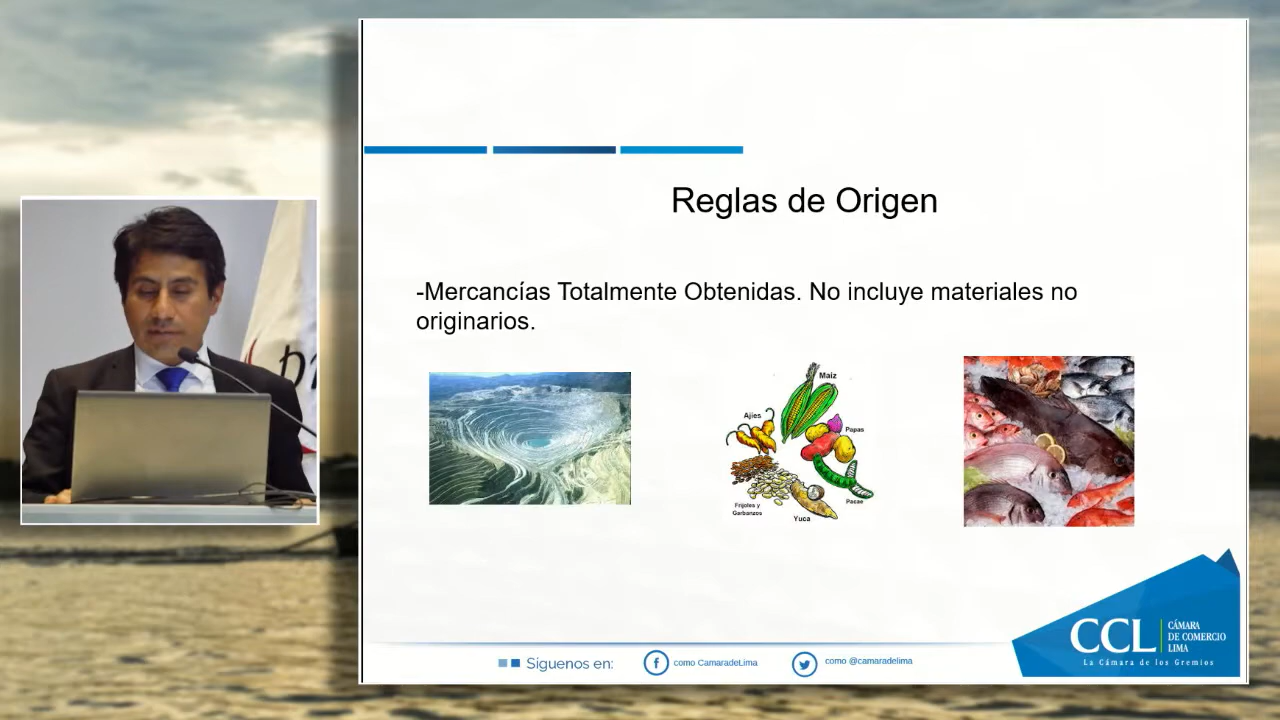 Reglas de Origen
-Mercancías Totalmente Obtenidas. No incluye materiales no
originarios.
Maiz
Ajies
Papas
Pacae
Frijoles y
Garbanzos
Yuca
Síguenos en:
como CamaradeLima
como @camaradelima
CCL
CÁMARA
DE COMERCIO
LIMA
La Cámara de los Gremios